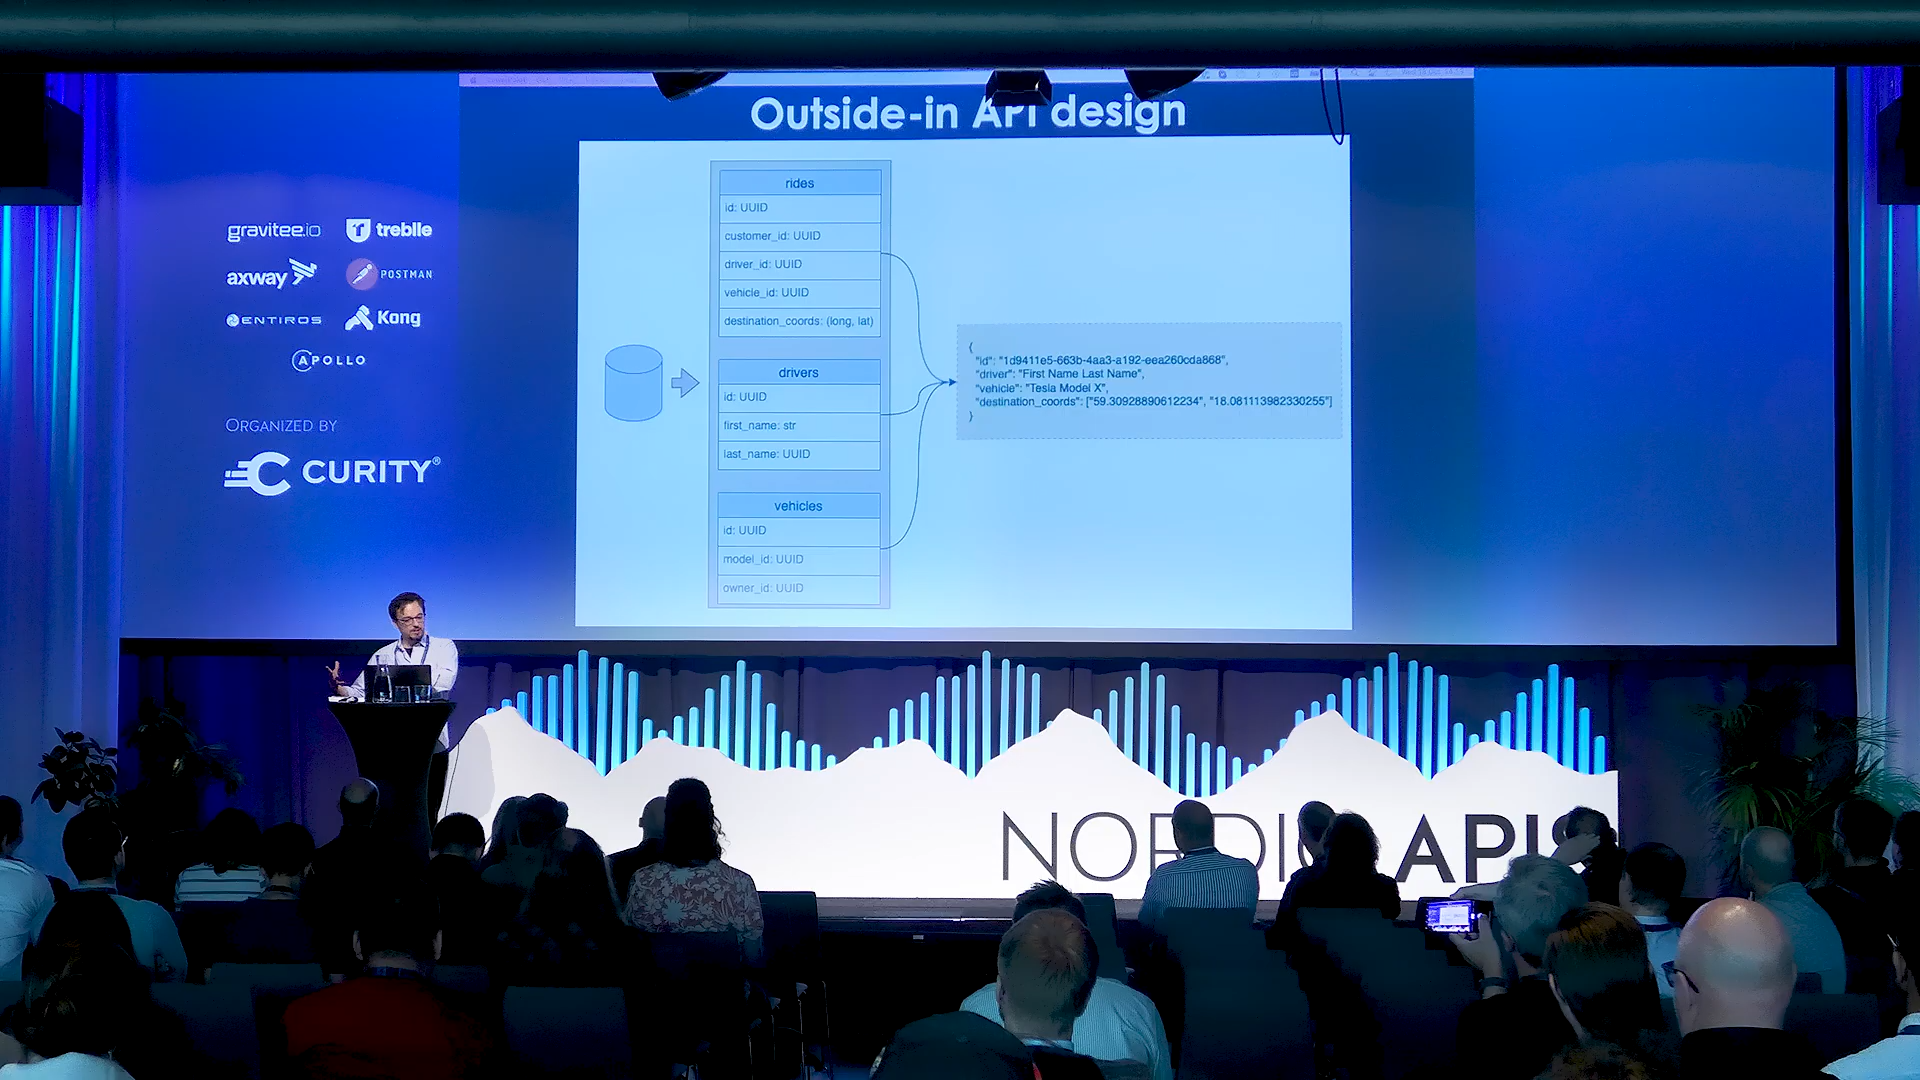 Outside-in API design
gravitee.io
treblle
axway
POSTMAN
ENTIROS
Kong
APOLLO
ORGANIZED BY
CURITY®
rides
id: UUID
customer_id: UUID
driver_id: UUID
vehicle_id: UUID
destination_coords: (long, lat)
drivers
id: UUID
first_name: str
last_name: UUID
vehicles
id: UUID
model_id: UUID
owner_id: UUID
{
"id": "1d9411e5-663b-4aa3-a192-eea260cda868",
"driver": "First Name Last Name",
"vehicle": "Tesla Model X",
"destination_coords": ["59.30928890612234", "18.081113982330255"]
}
NORDIC APIS